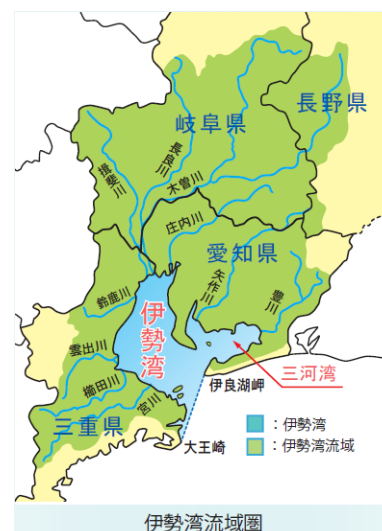 長野県
岐阜県
揖斐川
長良川
木曽川
庄内川
愛知県
矢作川
豊川
鈴鹿川
伊勢湾
雲出川
櫛田川
宮川
三重県
三河湾
伊良湖岬
大王崎
:伊勢湾
:伊勢湾流域
伊勢湾流域圏